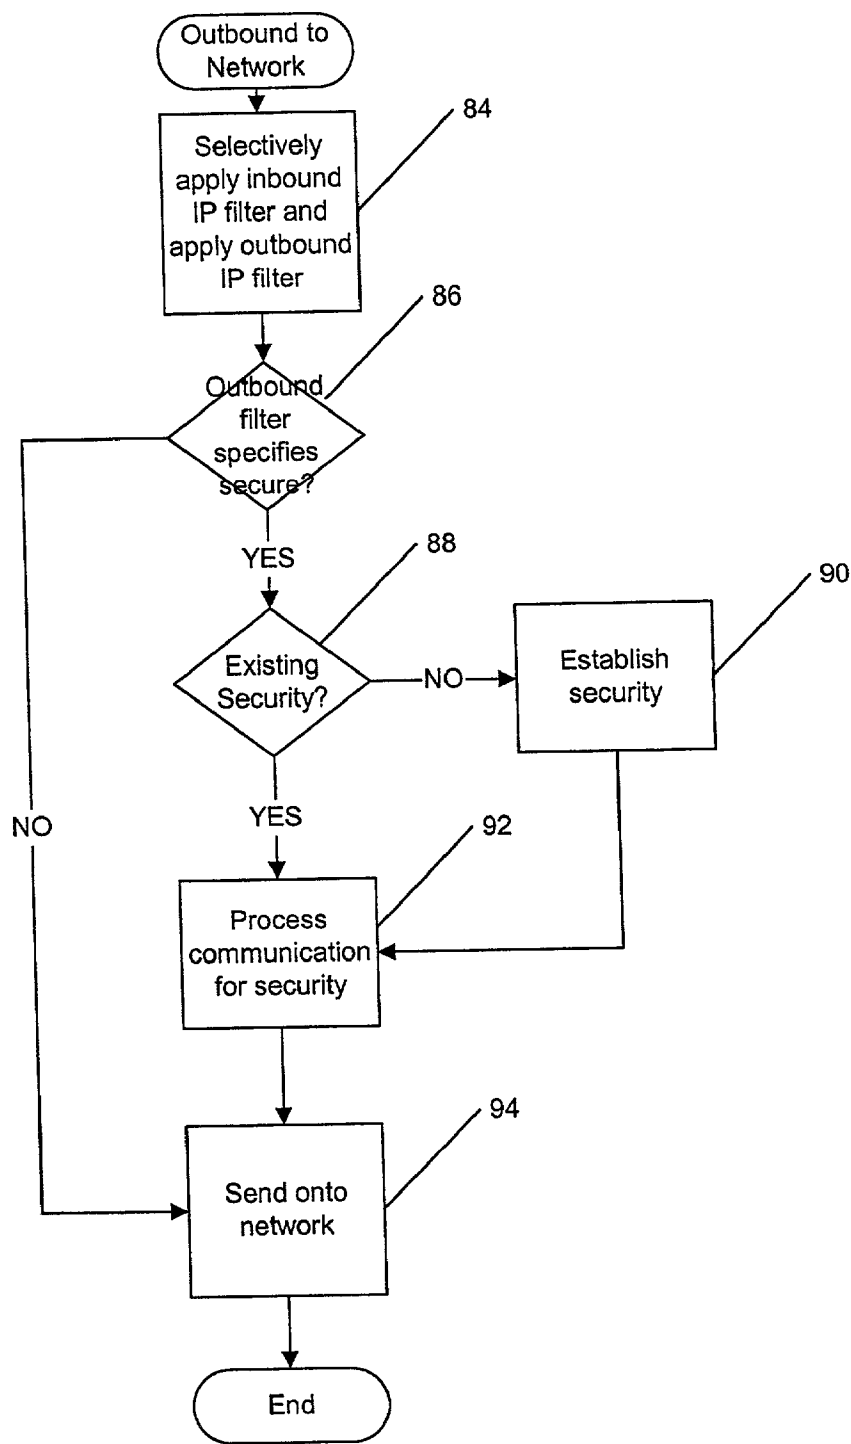 Outbound to
Network
84
Selectively
apply inbound
IP filter and
apply outbound
IP filter
86
Outbound
filter
specifies
secure?
YES
88
90
Existing
Security?
NO
Establish
security
YES
NO
92
Process
communication
for security
94
Send onto
network
End